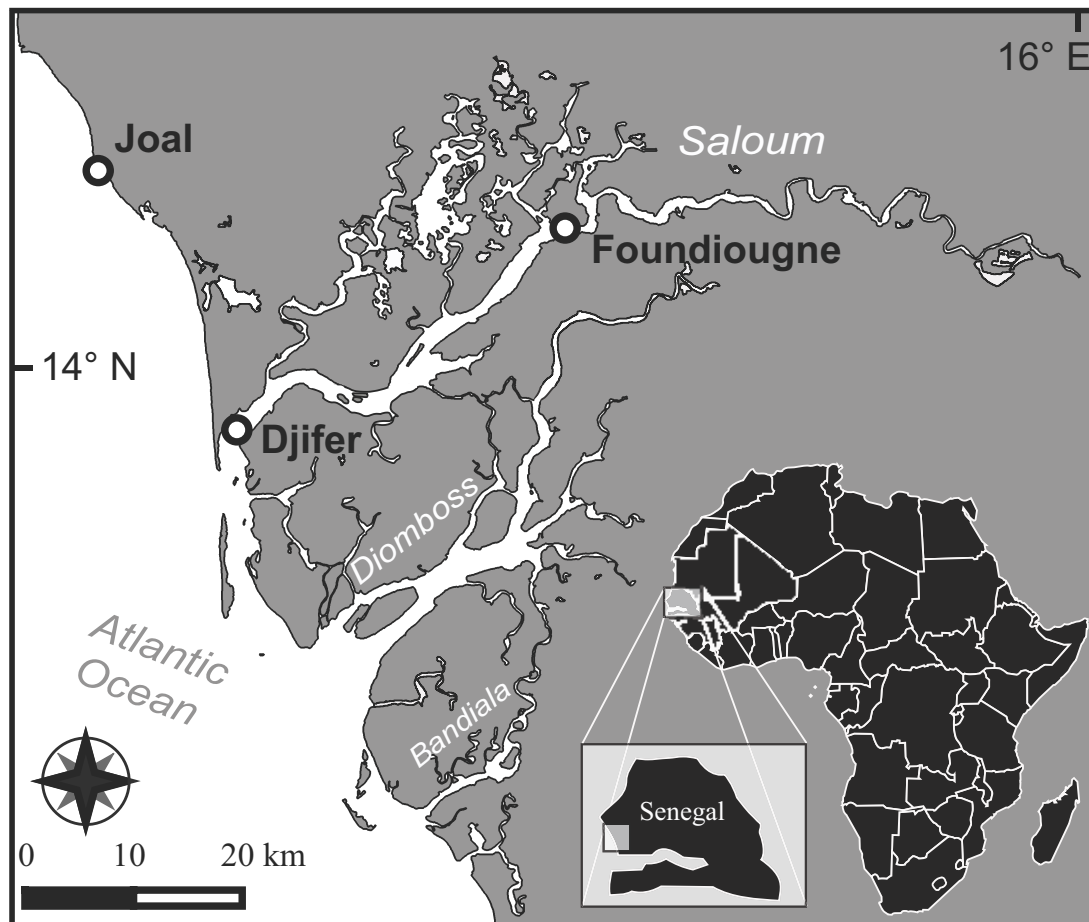 16° E
Joal
Saloum
Foundiougne
14° N
Djifer
Diomboss
Atlantic
Ocean
Bandiala
Senegal
0 10 20 km